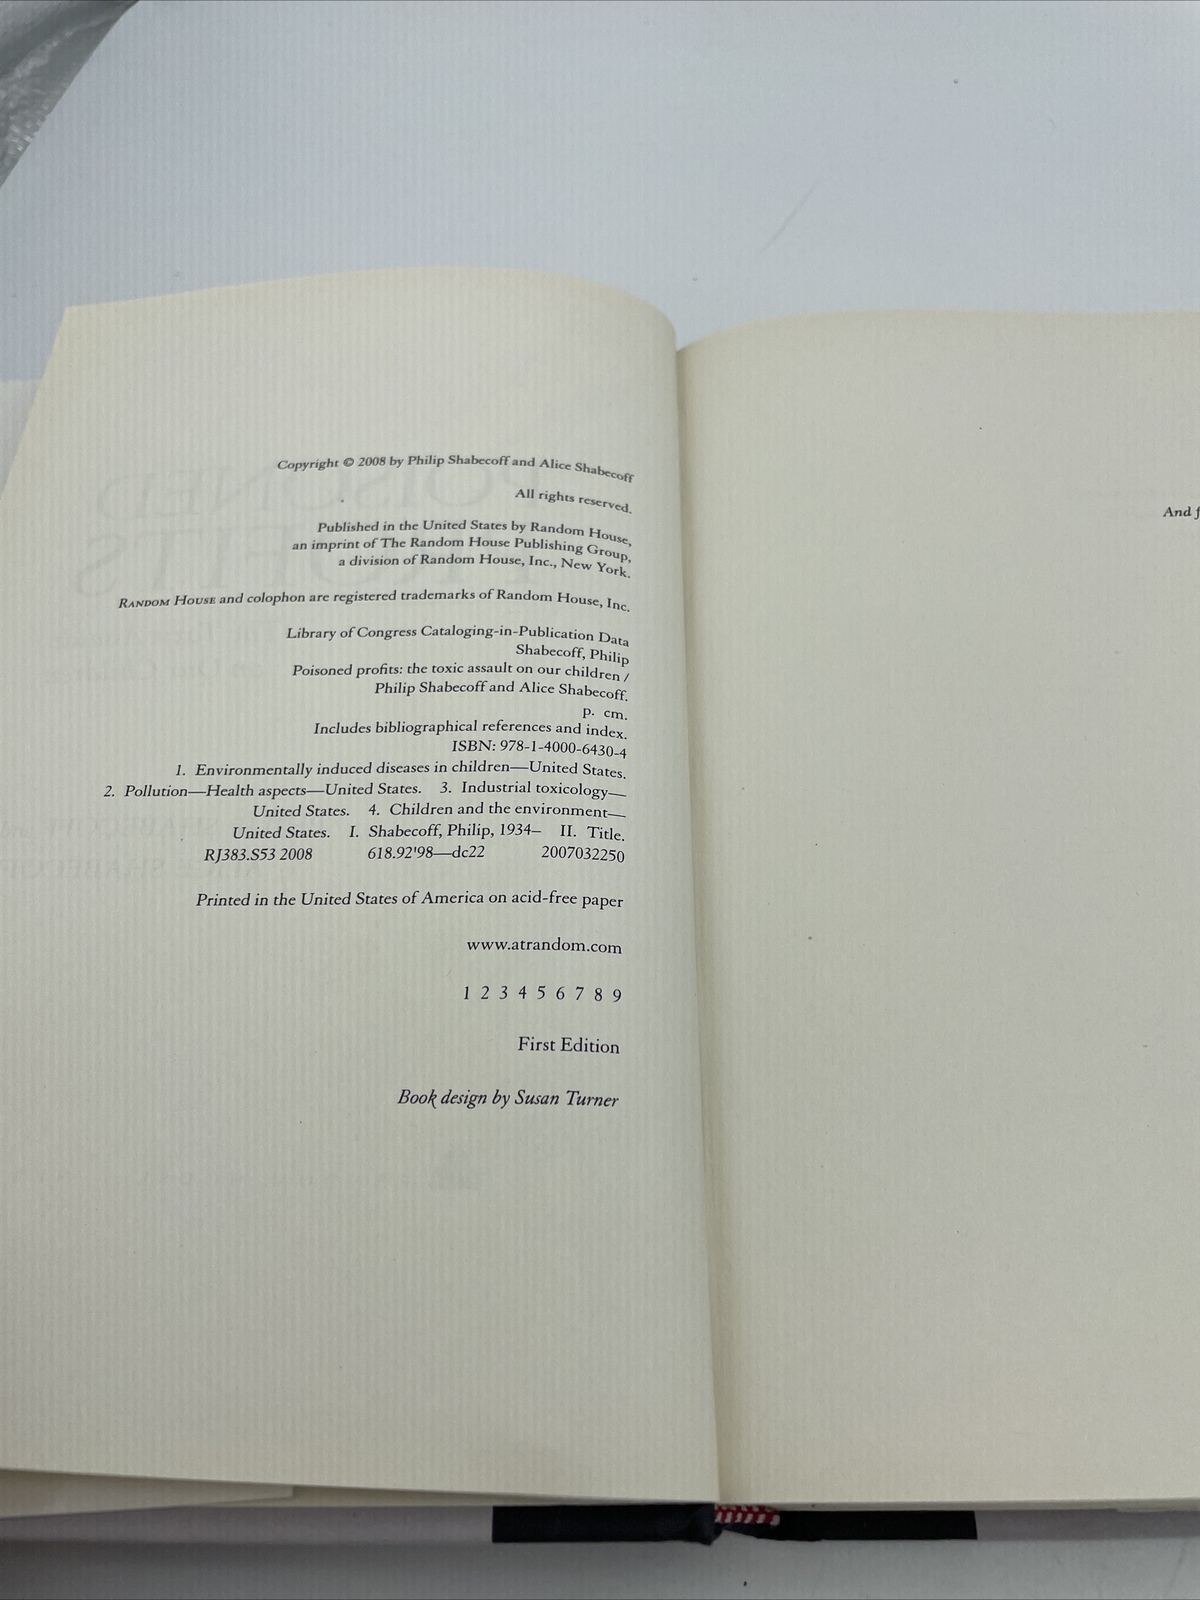 Copyright © 2008 by Philip Shabecoff and Alice Shabecoff
All rights reserved.
Published in the United States by Random House,
an imprint of The Random House Publishing Group,
a division of Random House, Inc., New York.
RANDOM HOUSE and colophon are registered trademarks of Random House, Inc.
Library of Congress Cataloging-in-Publication Data
Shabecoff, Philip
Poisoned profits: the toxic assault on our children /
Philip Shabecoff and Alice Shabecoff.
p. cm.
Includes bibliographical references and index.
ISBN: 978-1-4000-6430-4
1. Environmentally induced diseases in children—United States.
2. Pollution—Health aspects—United States. 3. Industrial toxicology—
United States. 4. Children and the environment—
United States. I. Shabecoff, Philip, 1934– II. Title.
RJ383.S53 2008 618.92'98—dc22 2007032250
Printed in the United States of America on acid-free paper
www.atrandom.com
1 2 3 4 5 6 7 8 9
First Edition
Book design by Susan Turner
And f